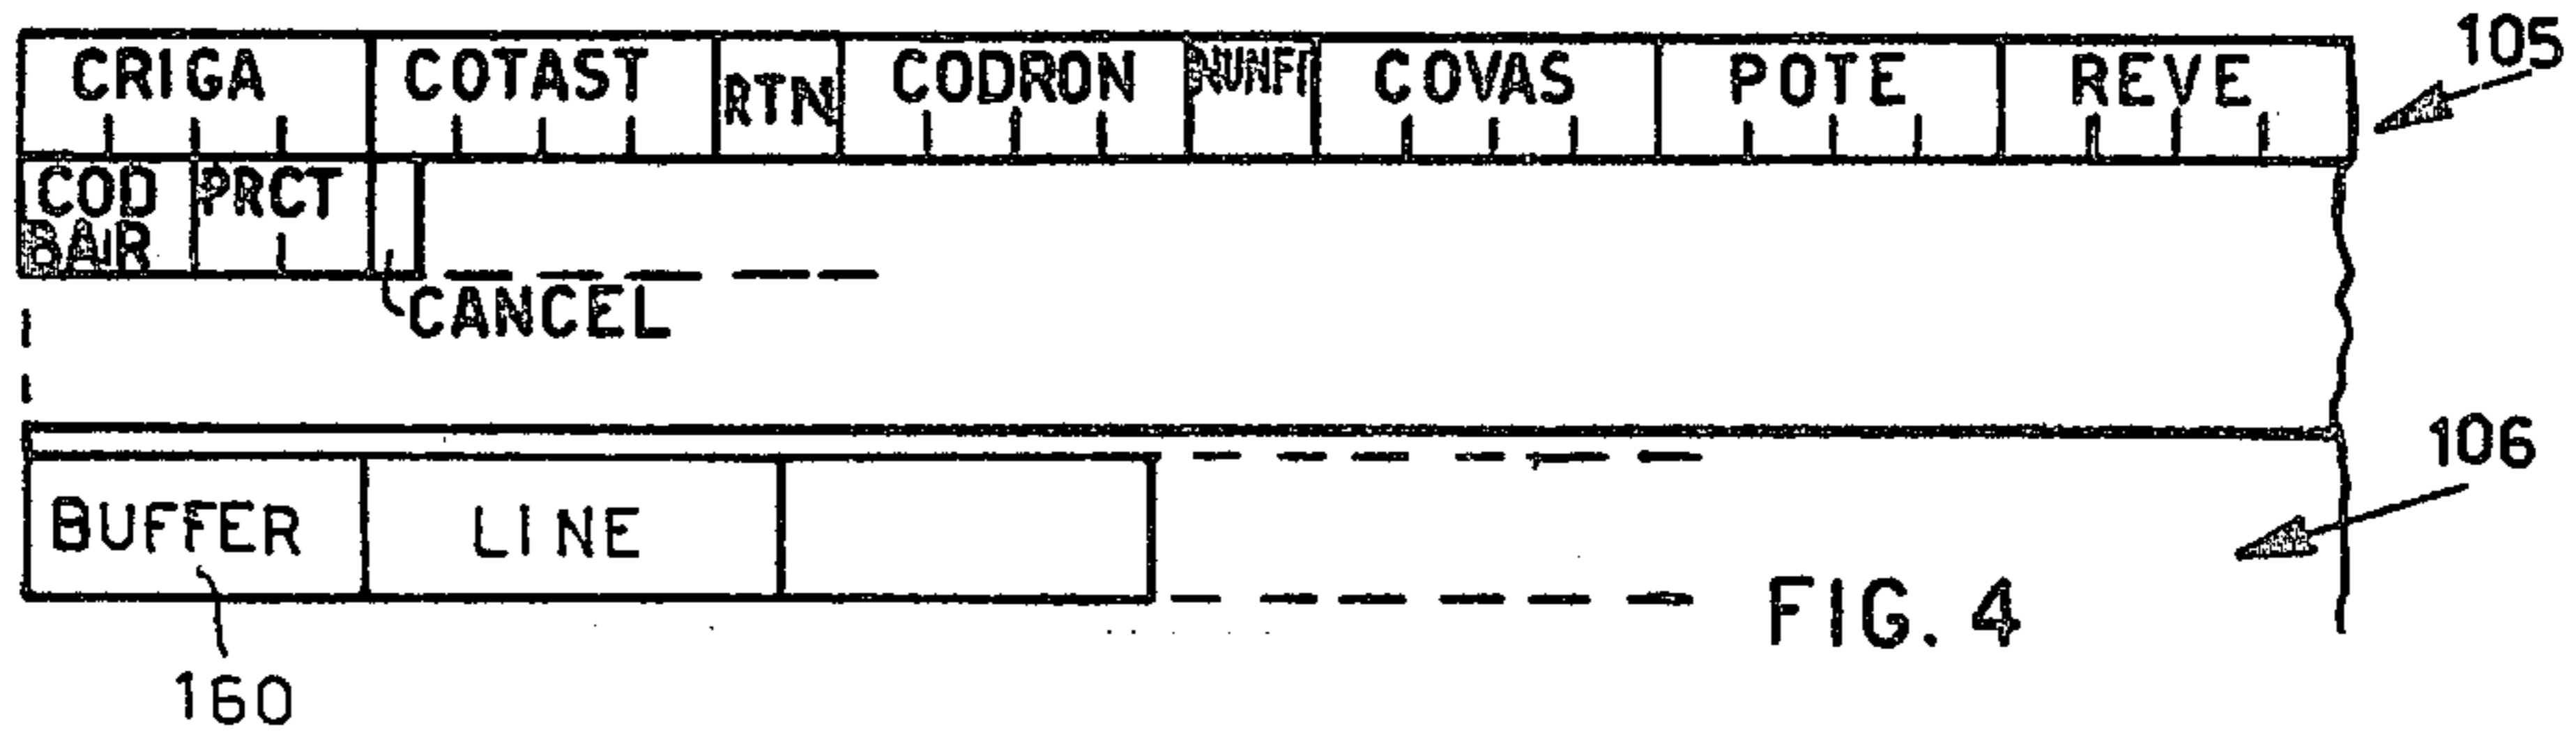 CRIGA COTAST RTN CODRON COVAS POTE REVE 105
COD PRCT
BAIR
CANCEL
106
BUFFER LINE
FIG. 4
160